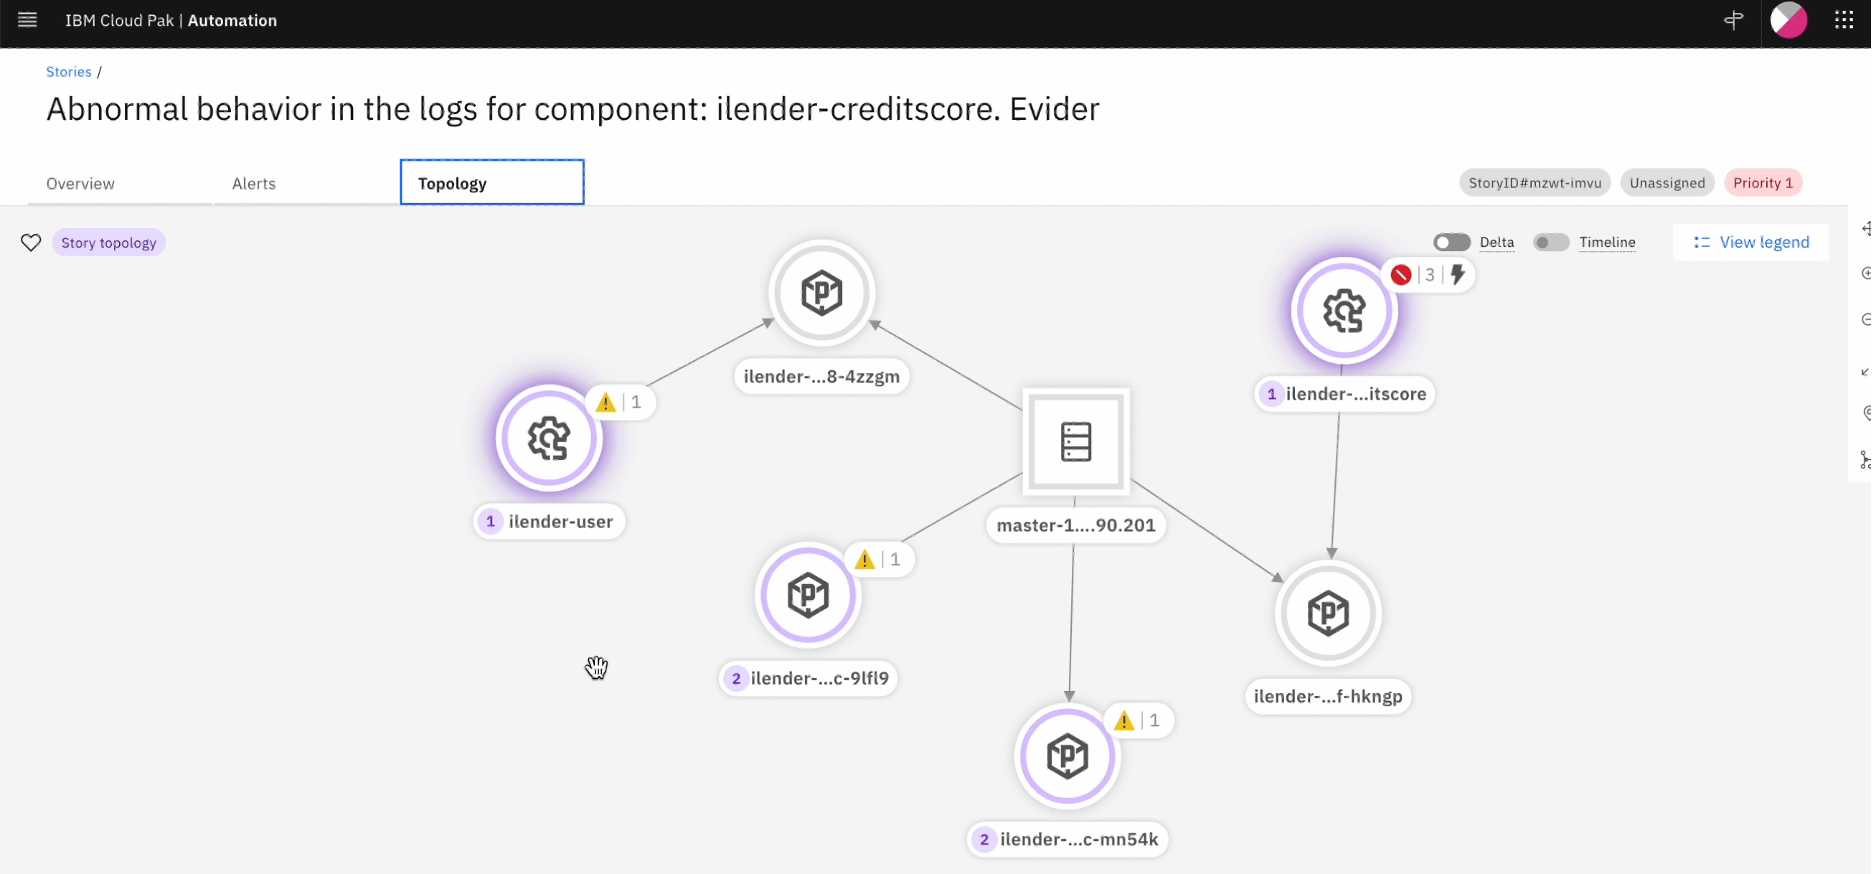 IBM Cloud Pak | Automation
Stories /
Abnormal behavior in the logs for component: ilender-creditscore. Evider
Overview
Alerts
Topology
StoryID#mzwt-imvu
Unassigned
Priority 1
Story topology
Delta
Timeline
View legend
3
ilender-...8-4zzgm
1 ilender-...itscore
1
1 ilender-user
master-1....90.201
1
2 ilender-...c-9lfl9
ilender-...f-hkngp
1
2 ilender-...c-mn54k